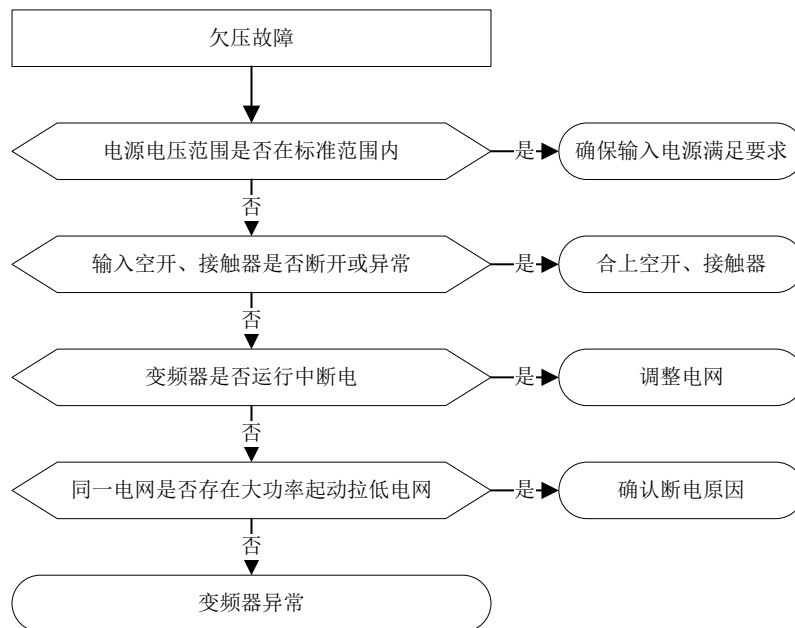 欠压故障
电源电压范围是否在标准范围内
是
确保输入电源满足要求
否
输入空开、接触器是否断开或异常
是
合上空开、接触器
否
变频器是否运行中断电
是
调整电网
否
同一电网是否存在大功率起动拉低电网
是
确认断电原因
否
变频器异常